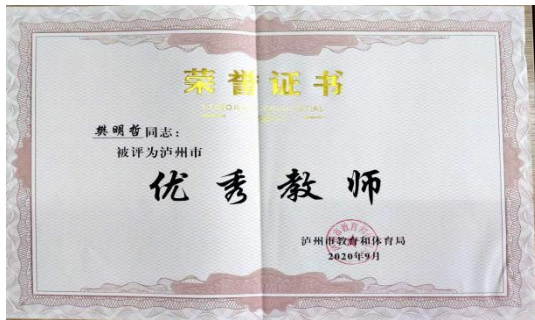 荣誉证书
樊明哲同志：
被评为泸州市
优秀教师
泸州市教育和体育局
2020年9月